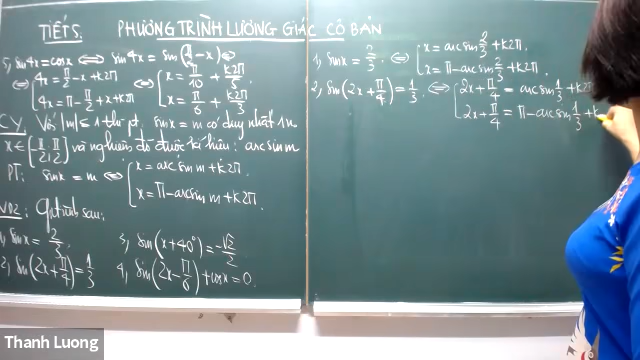 TIẾT 5: PHƯƠNG TRÌNH LƯỢNG GIÁC CƠ BẢN
5, sin4x = cosx ⟺ sin4x = sin(π/2 - x) ⟺
[4x = π/2 - x + k2π ⟺ [x = π/10 + k2π/5
[4x = π - π/2 + x + k2π [x = π/6 + k2π/3
CY: Với |m| ≤ 1 thì pt sinx = m có duy nhất 1 n
x ∈ [-π/2; π/2] và nghiệm đó được kí hiệu: arcsin m
PT: sinx = m ⟺ [x = arcsin m + k2π
[x = π - arcsin m + k2π.
VD2: Giải pt sau:
1, sinx = 2/3
3, sin(x + 40°) = -√2/2
2, sin(2x + π/4) = 1/3
4, sin(2x - π/6) + cosx = 0.
1, sinx = 2/3 ⟺ [x = arcsin 2/3 + k2π.
[x = π - arcsin 2/3 + k2π.
2, sin(2x + π/4) = 1/3 ⟺ [2x + π/4 = arcsin 1/3 + k2π
[2x + π/4 = π - arcsin 1/3 + k
Thanh Luong